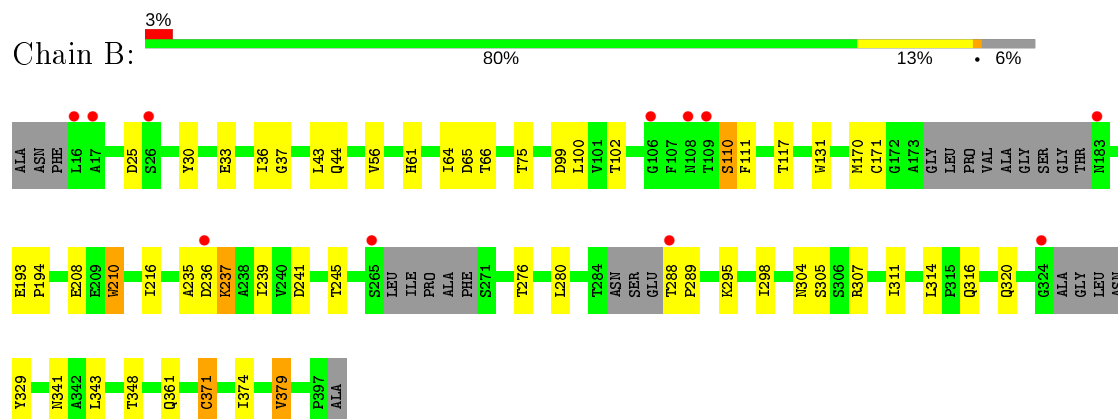 3%
Chain B:
80% 13% • 6%
ALA ASN PHE L16 A17 D25 S26 Y30 E33 I36 G37 L43 Q44 V56 H61 I64 D65 T66 T75 D99 L100 V101 T102 G106 F107 N108 T109 S110 F111 T117 W131 M170 C171 G172 A173 GLY LEU PRO VAL ALA GLY SER GLY THR N183
E193 P194 E208 E209 W210 I216 A235 D236 K237 A238 I239 V240 D241 T245 S265 LEU ILE PRO ALA PHE S271 T276 L280 T284 ASN SER GLU T288 P289 K295 I298 N304 S305 S306 R307 I311 L314 P315 Q316 Q320 G324 ALA GLY LEU ASN
Y329 N341 A342 L343 T348 Q361 C371 I374 V379 P397 ALA